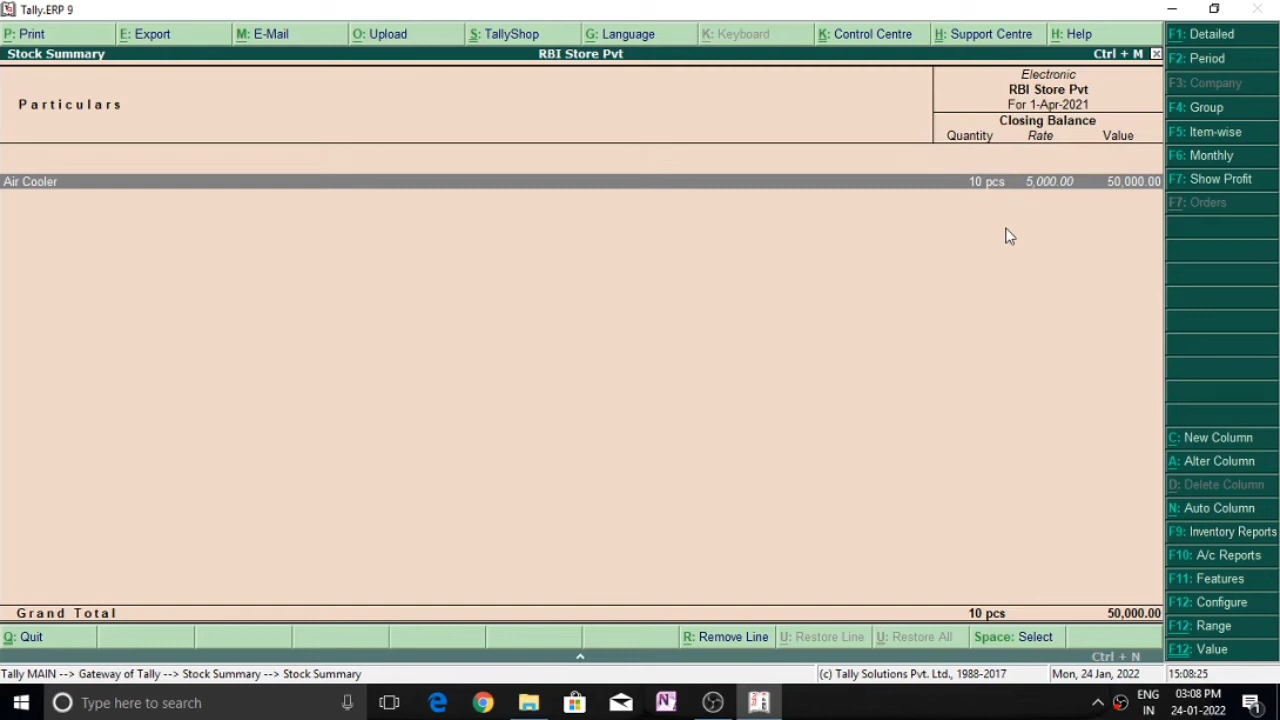 Tally.ERP 9
P: Print E: Export M: E-Mail O: Upload S: TallyShop G: Language K: Keyboard K: Control Centre H: Support Centre H: Help
Stock Summary RBI Store Pvt Ctrl + M
Particulars
Electronic
RBI Store Pvt
For 1-Apr-2021
Closing Balance
Quantity Rate Value
Air Cooler 10 pcs 5,000.00 50,000.00
Grand Total 10 pcs 50,000.00
F1: Detailed
F2: Period
F3: Company
F4: Group
F5: Item-wise
F6: Monthly
F7: Show Profit
F7: Orders
C: New Column
A: Alter Column
D: Delete Column
N: Auto Column
F9: Inventory Reports
F10: A/c Reports
F11: Features
F12: Configure
F12: Range
F12: Value
Q: Quit R: Remove Line U: Restore Line U: Restore All Space: Select
Ctrl + N
Tally MAIN --> Gateway of Tally --> Stock Summary --> Stock Summary (c) Tally Solutions Pvt. Ltd., 1988-2017 Mon, 24 Jan, 2022 15:08:25
Type here to search
ENG
IN
03:08 PM
24-01-2022
1